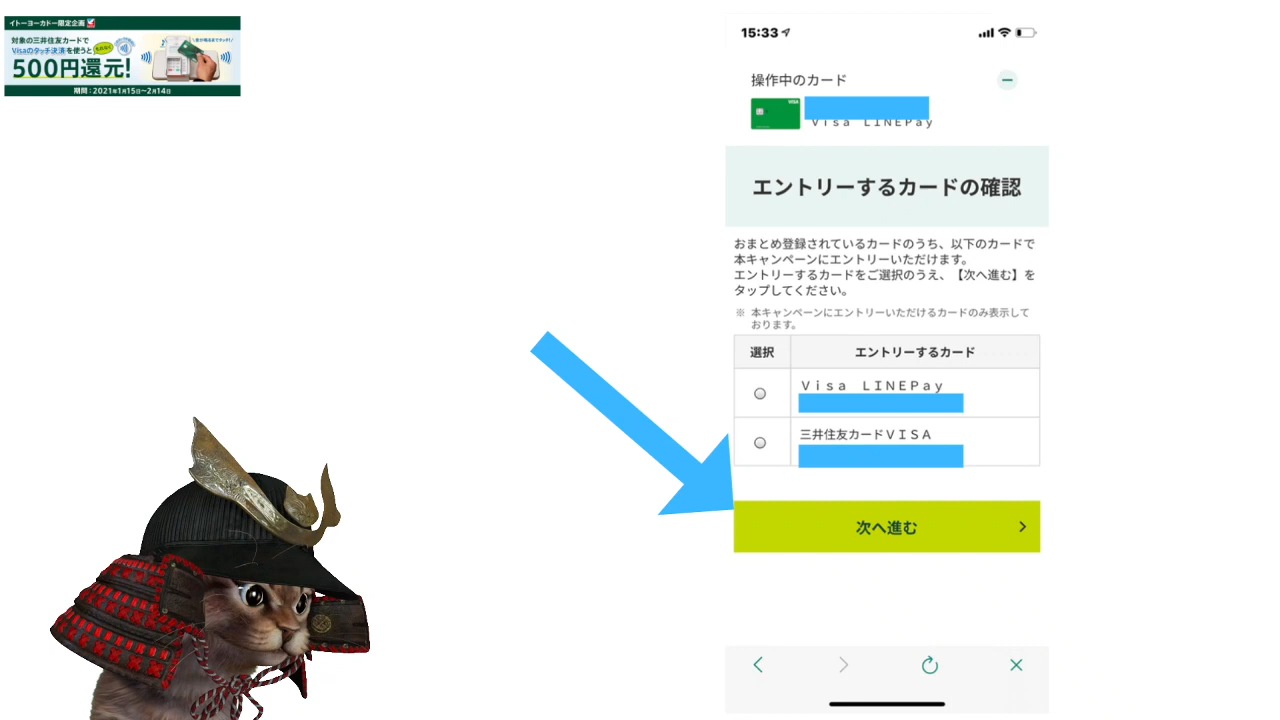 イトーヨーカドー限定企画
対象の三井住友カードで
Visaのタッチ決済を使うと
500円還元!
期間:2021年1月15日~2月14日
15:33
操作中のカード
VISA
Visa LINEPay
エントリーするカードの確認
おまとめ登録されているカードのうち、以下のカードで
本キャンペーンにエントリーいただけます。
エントリーするカードをご選択のうえ、【次へ進む】を
タップしてください。
※ 本キャンペーンにエントリーいただけるカードのみ表示して
おります。
選択 エントリーするカード
Visa LINEPay
三井住友カードVISA
次へ進む